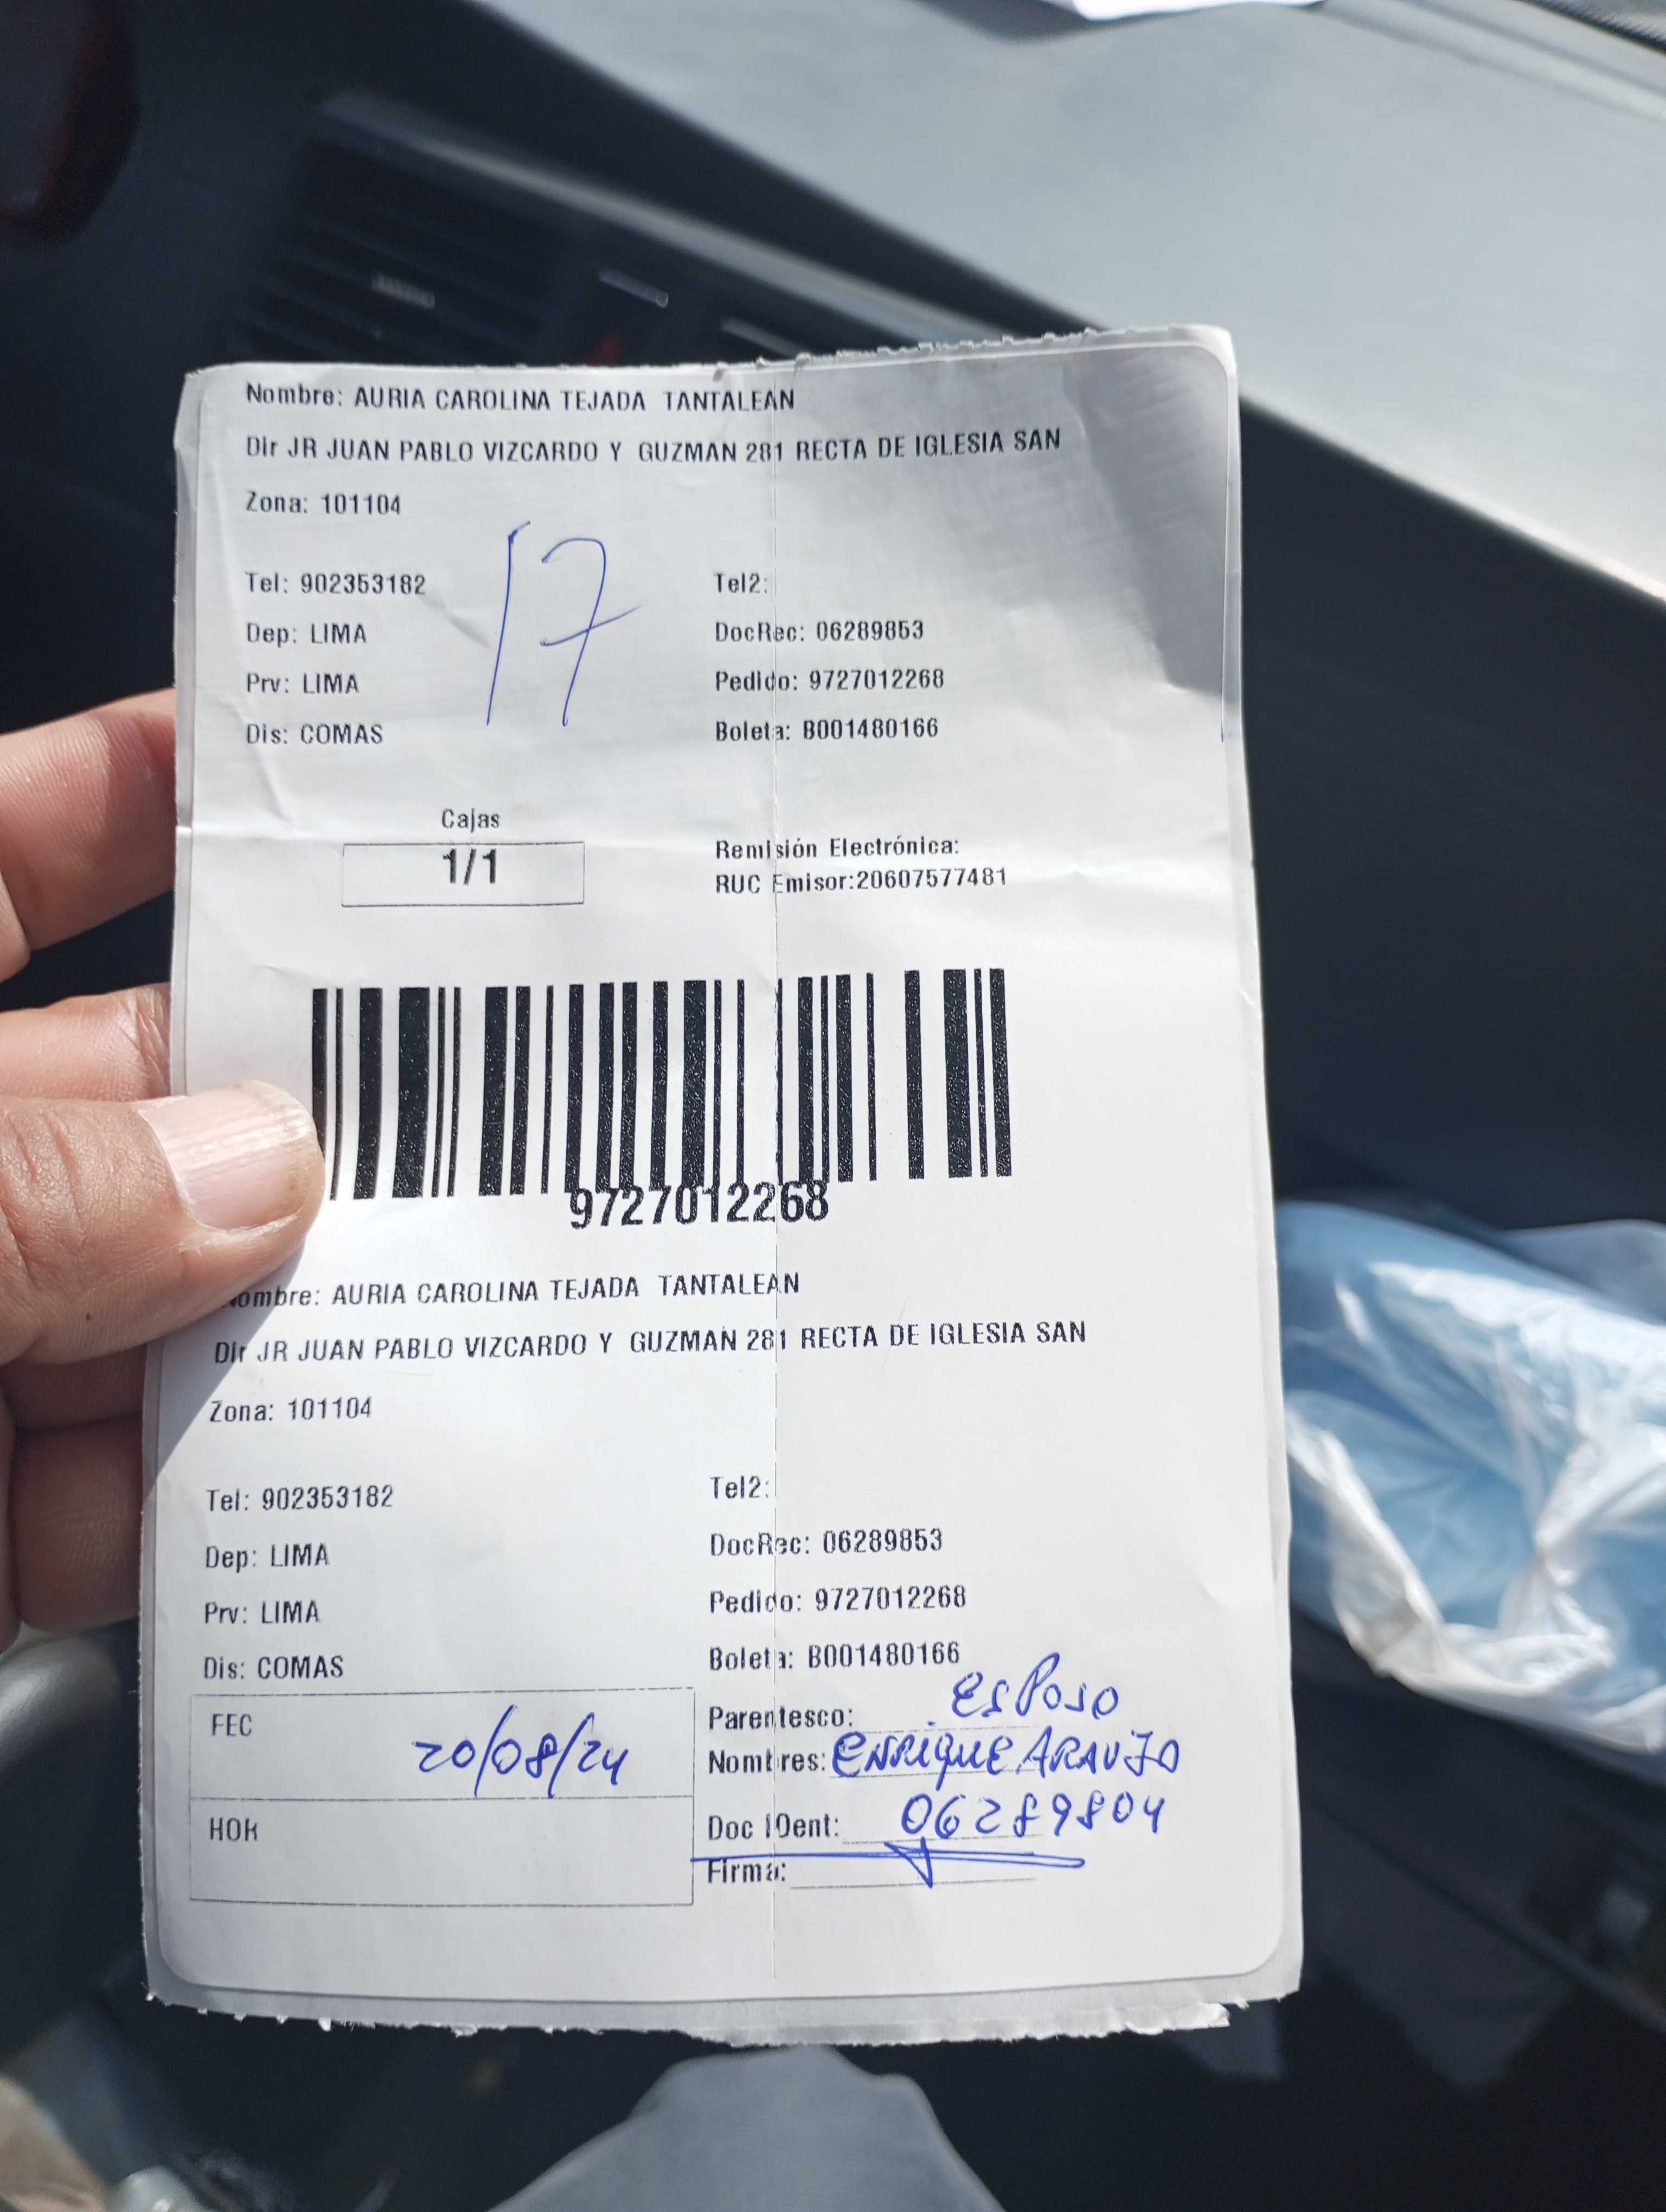 Nombre: AURIA CAROLINA TEJADA TANTALEAN
Dir JR JUAN PABLO VIZCARDO Y GUZMAN 281 RECTA DE IGLESIA SAN
Zona: 101104
17
Tel: 902353182 Tel2:
Dep: LIMA DocRec: 06289853
Prv: LIMA Pedido: 9727012268
Dis: COMAS Boleta: B001480166
Cajas
1/1
Remisión Electrónica:
RUC Emisor:20607577481
9727012268
Nombre: AURIA CAROLINA TEJADA TANTALEAN
Dir JR JUAN PABLO VIZCARDO Y GUZMAN 281 RECTA DE IGLESIA SAN
Zona: 101104
Tel: 902353182 Tel2:
Dep: LIMA DocRec: 06289853
Prv: LIMA Pedido: 9727012268
Dis: COMAS Boleta: B001480166
FEC 20/08/24 Parentesco: ESPOSO
Nombres: ENRIQUE ARAUJO
HOR Doc IDent: 06289804
Firma: